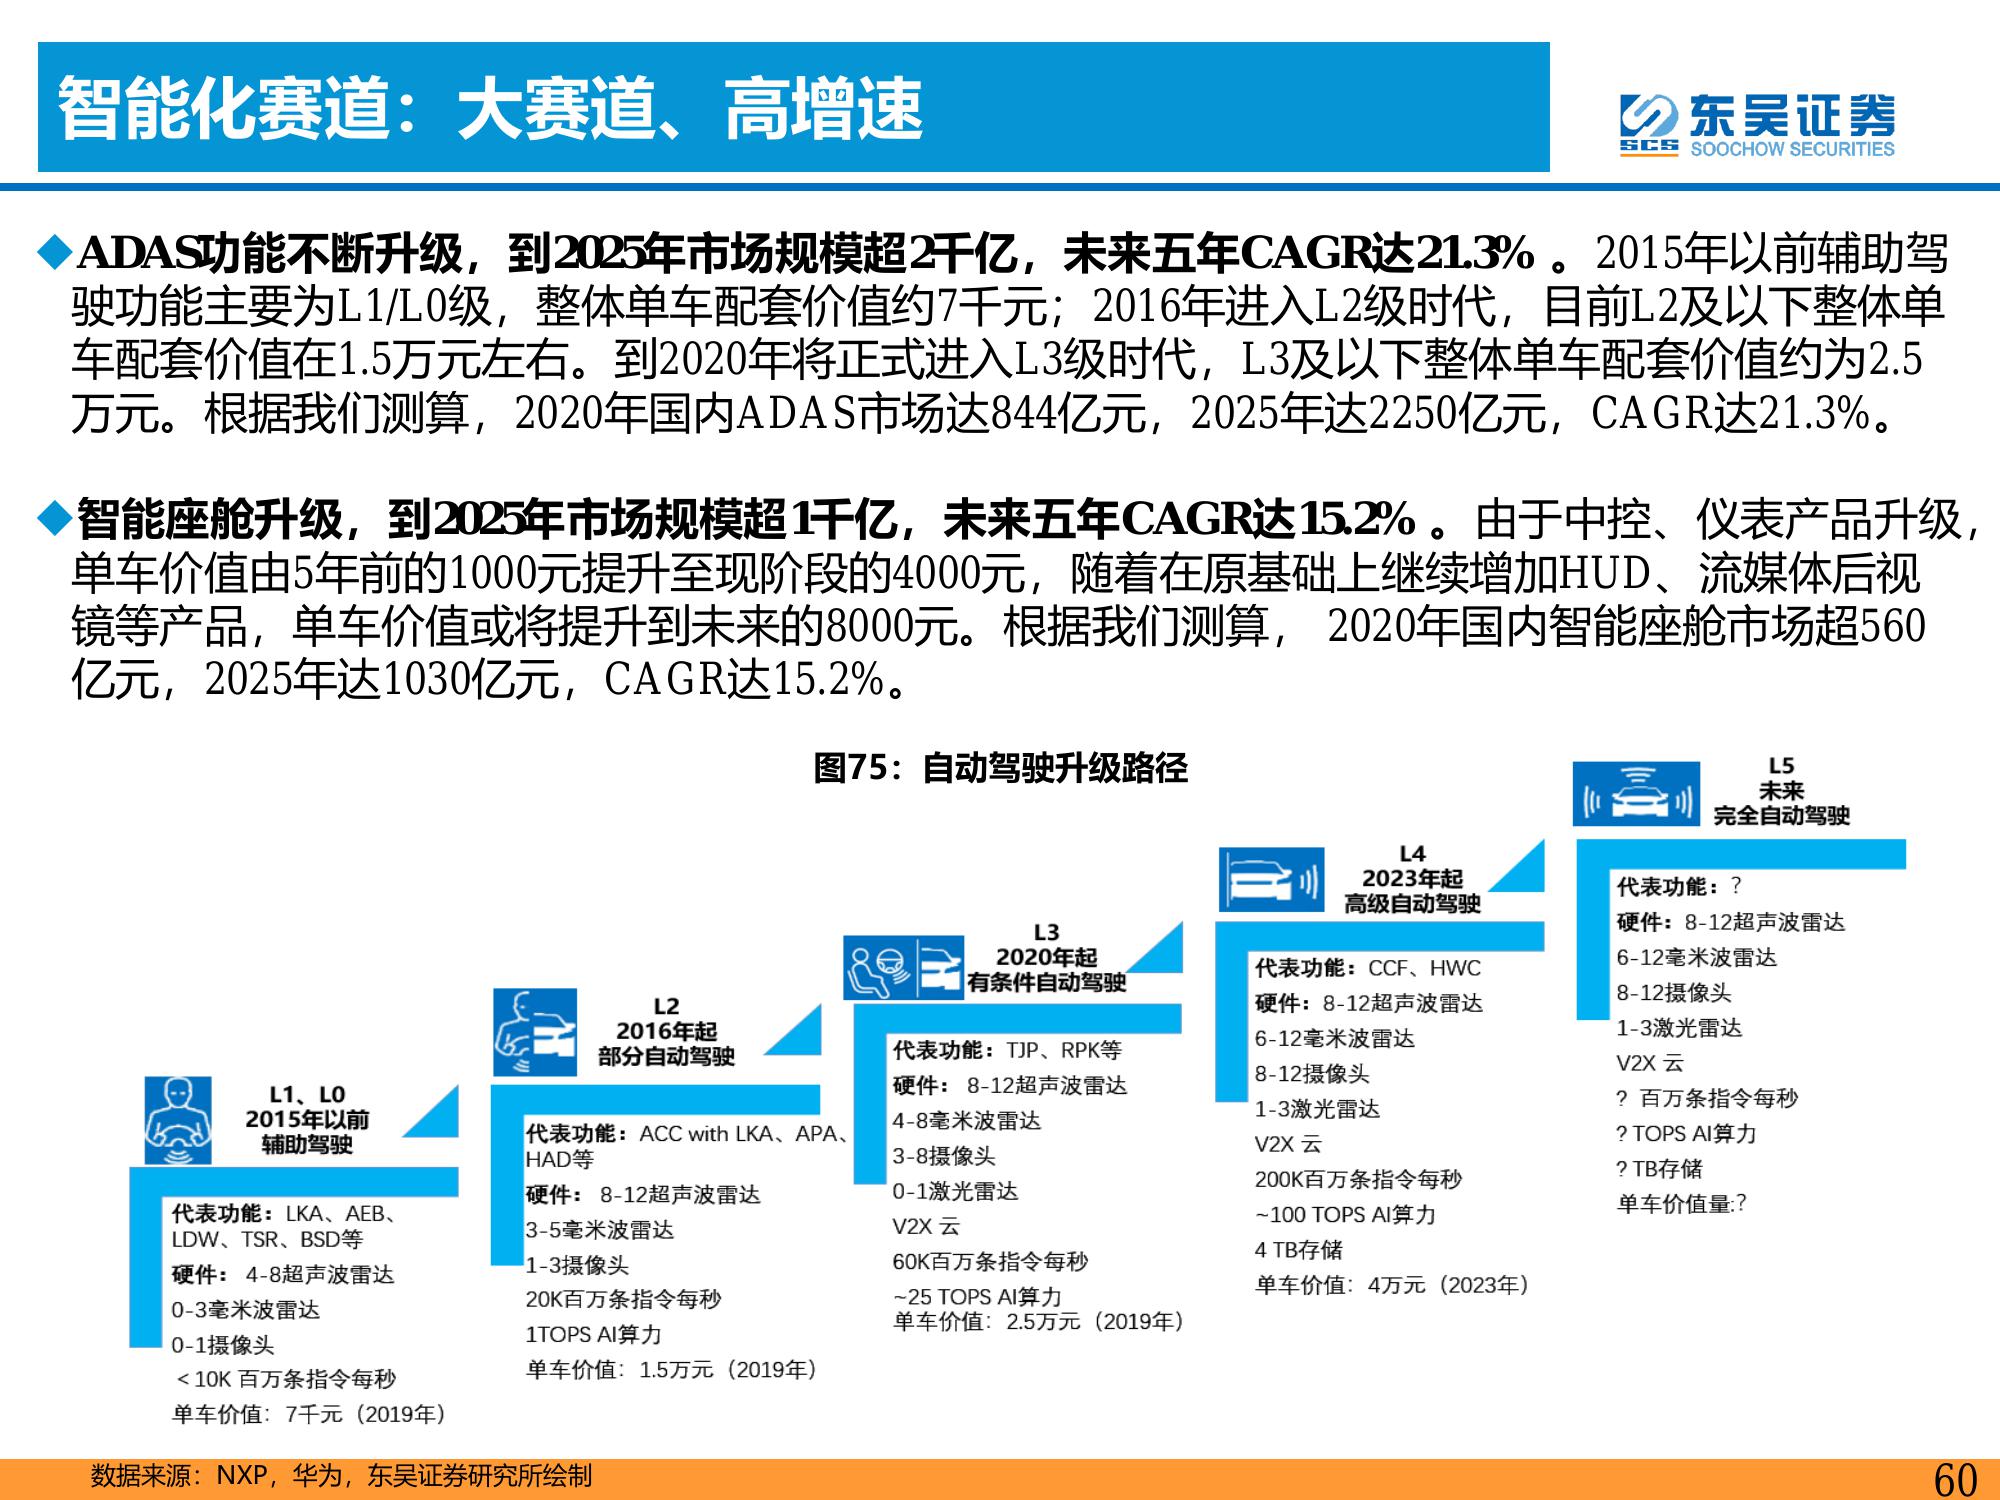 智能化赛道：大赛道、高增速
东吴证券
SCS SOOCHOW SECURITIES
◆ADAS功能不断升级，到2025年市场规模超2千亿，未来五年CAGR达21.3% 。2015年以前辅助驾
驶功能主要为L1/L0级，整体单车配套价值约7千元；2016年进入L2级时代，目前L2及以下整体单
车配套价值在1.5万元左右。到2020年将正式进入L3级时代，L3及以下整体单车配套价值约为2.5
万元。根据我们测算，2020年国内ADAS市场达844亿元，2025年达2250亿元，CAGR达21.3%。
◆智能座舱升级，到2025年市场规模超1千亿，未来五年CAGR达15.2% 。由于中控、仪表产品升级，
单车价值由5年前的1000元提升至现阶段的4000元，随着在原基础上继续增加HUD、流媒体后视
镜等产品，单车价值或将提升到未来的8000元。根据我们测算， 2020年国内智能座舱市场超560
亿元，2025年达1030亿元，CAGR达15.2%。
图75：自动驾驶升级路径
L1、L0
2015年以前
辅助驾驶
代表功能：LKA、AEB、
LDW、TSR、BSD等
硬件： 4-8超声波雷达
0-3毫米波雷达
0-1摄像头
＜10K 百万条指令每秒
单车价值：7千元（2019年）
L2
2016年起
部分自动驾驶
代表功能：ACC with LKA、APA、
HAD等
硬件： 8-12超声波雷达
3-5毫米波雷达
1-3摄像头
20K百万条指令每秒
1TOPS AI算力
单车价值：1.5万元（2019年）
L3
2020年起
有条件自动驾驶
代表功能：TJP、RPK等
硬件： 8-12超声波雷达
4-8毫米波雷达
3-8摄像头
0-1激光雷达
V2X 云
60K百万条指令每秒
~25 TOPS AI算力
单车价值：2.5万元（2019年）
L4
2023年起
高级自动驾驶
代表功能：CCF、HWC
硬件：8-12超声波雷达
6-12毫米波雷达
8-12摄像头
1-3激光雷达
V2X 云
200K百万条指令每秒
~100 TOPS AI算力
4 TB存储
单车价值：4万元（2023年）
L5
未来
完全自动驾驶
代表功能：？
硬件：8-12超声波雷达
6-12毫米波雷达
8-12摄像头
1-3激光雷达
V2X 云
? 百万条指令每秒
? TOPS AI算力
? TB存储
单车价值量:?
数据来源：NXP，华为，东吴证券研究所绘制
60